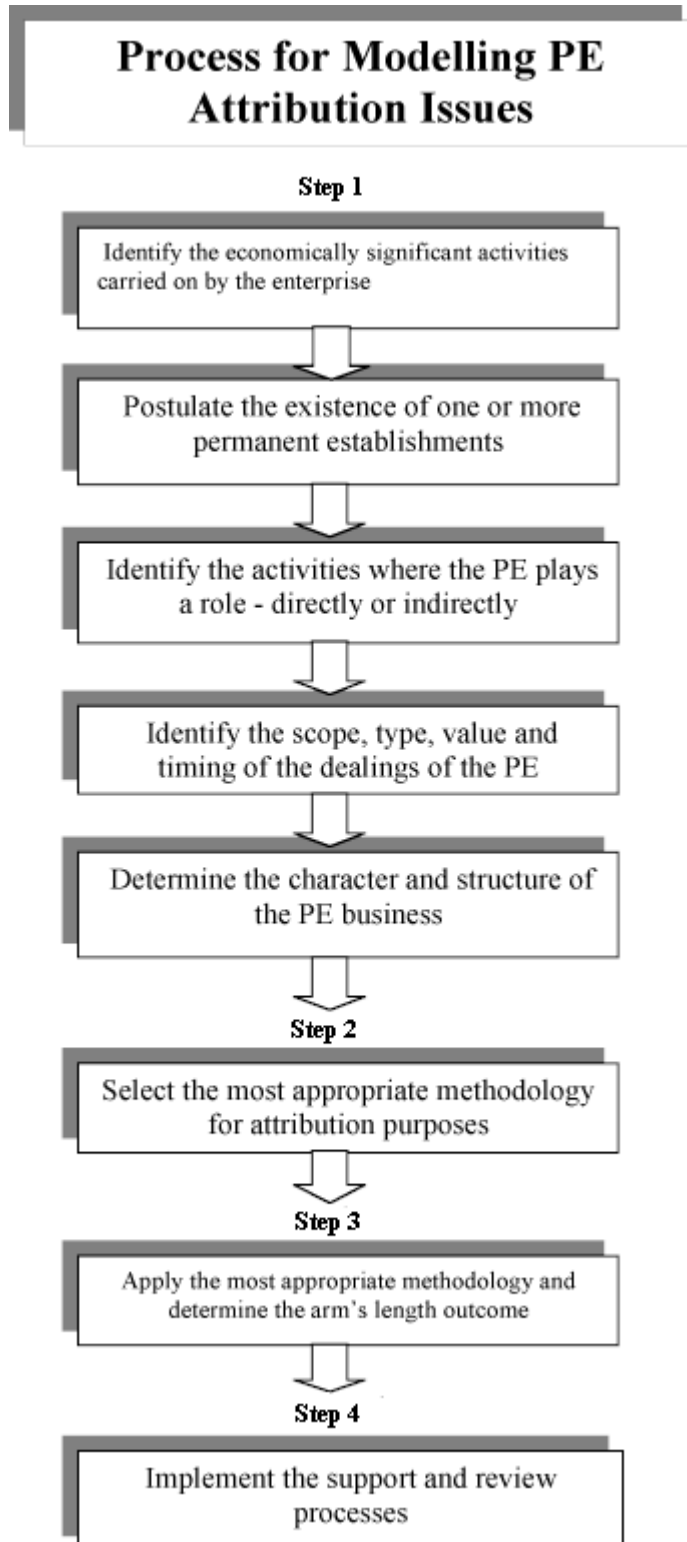 Process for Modelling PE
Attribution Issues
Step 1
Identify the economically significant activities
carried on by the enterprise
Postulate the existence of one or more
permanent establishments
Identify the activities where the PE plays
a role - directly or indirectly
Identify the scope, type, value and
timing of the dealings of the PE
Determine the character and structure of
the PE business
Step 2
Select the most appropriate methodology
for attribution purposes
Step 3
Apply the most appropriate methodology and
determine the arm's length outcome
Step 4
Implement the support and review
processes